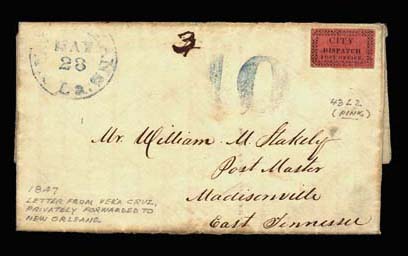 MAY
28
La.
3
10
CITY
DISPATCH
POST OFFICE
43L2
(PINK)
Mr. William M. Stakely
Post Master
Madisonville
East Tennessee
1847
LETTER FROM VERA CRUZ,
PRIVATELY FORWARDED TO
NEW ORLEANS